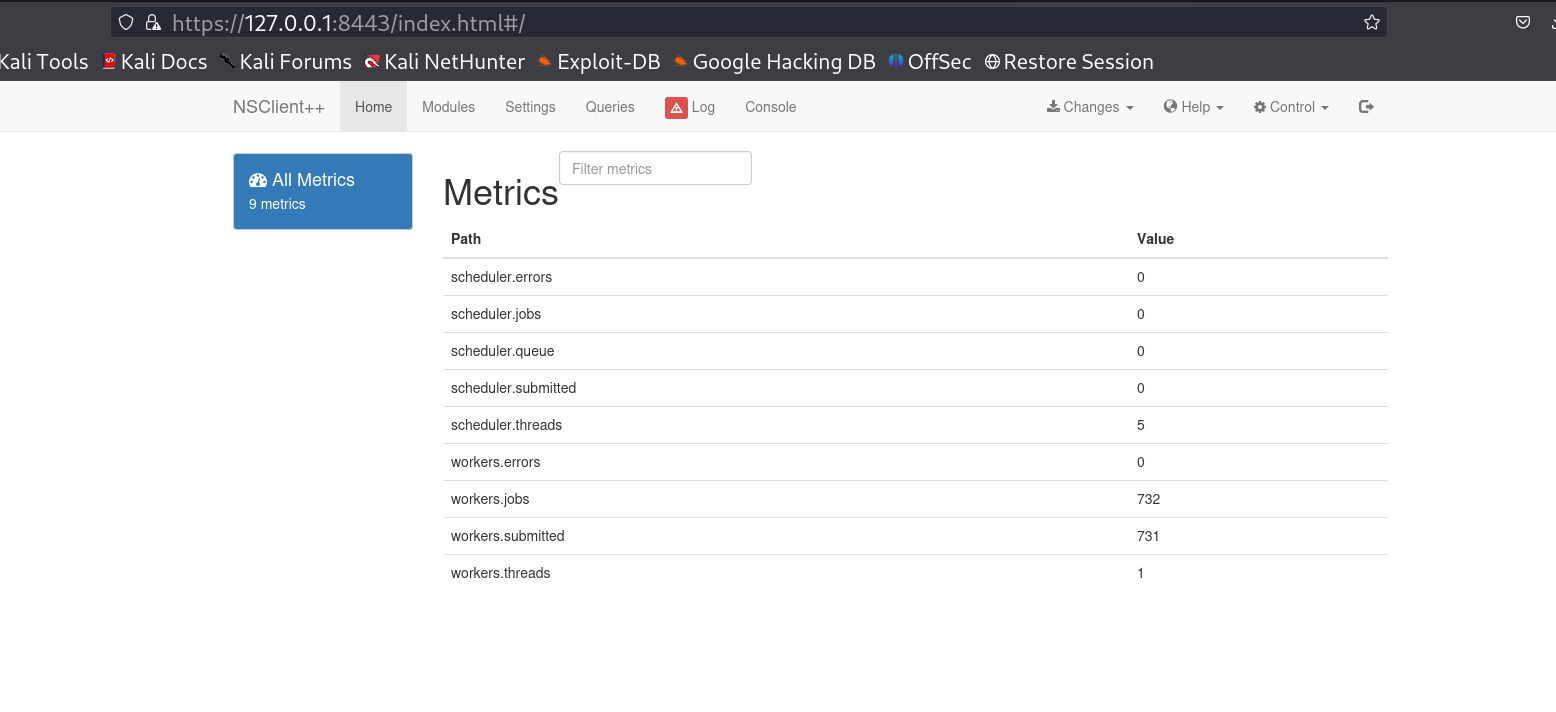 https://127.0.0.1:8443/index.html#/
Kali Tools Kali Docs Kali Forums Kali NetHunter Exploit-DB Google Hacking DB OffSec Restore Session
NSClient++ Home Modules Settings Queries Log Console Changes Help Control
All Metrics
9 metrics
Filter metrics
Metrics
Path Value
scheduler.errors 0
scheduler.jobs 0
scheduler.queue 0
scheduler.submitted 0
scheduler.threads 5
workers.errors 0
workers.jobs 732
workers.submitted 731
workers.threads 1